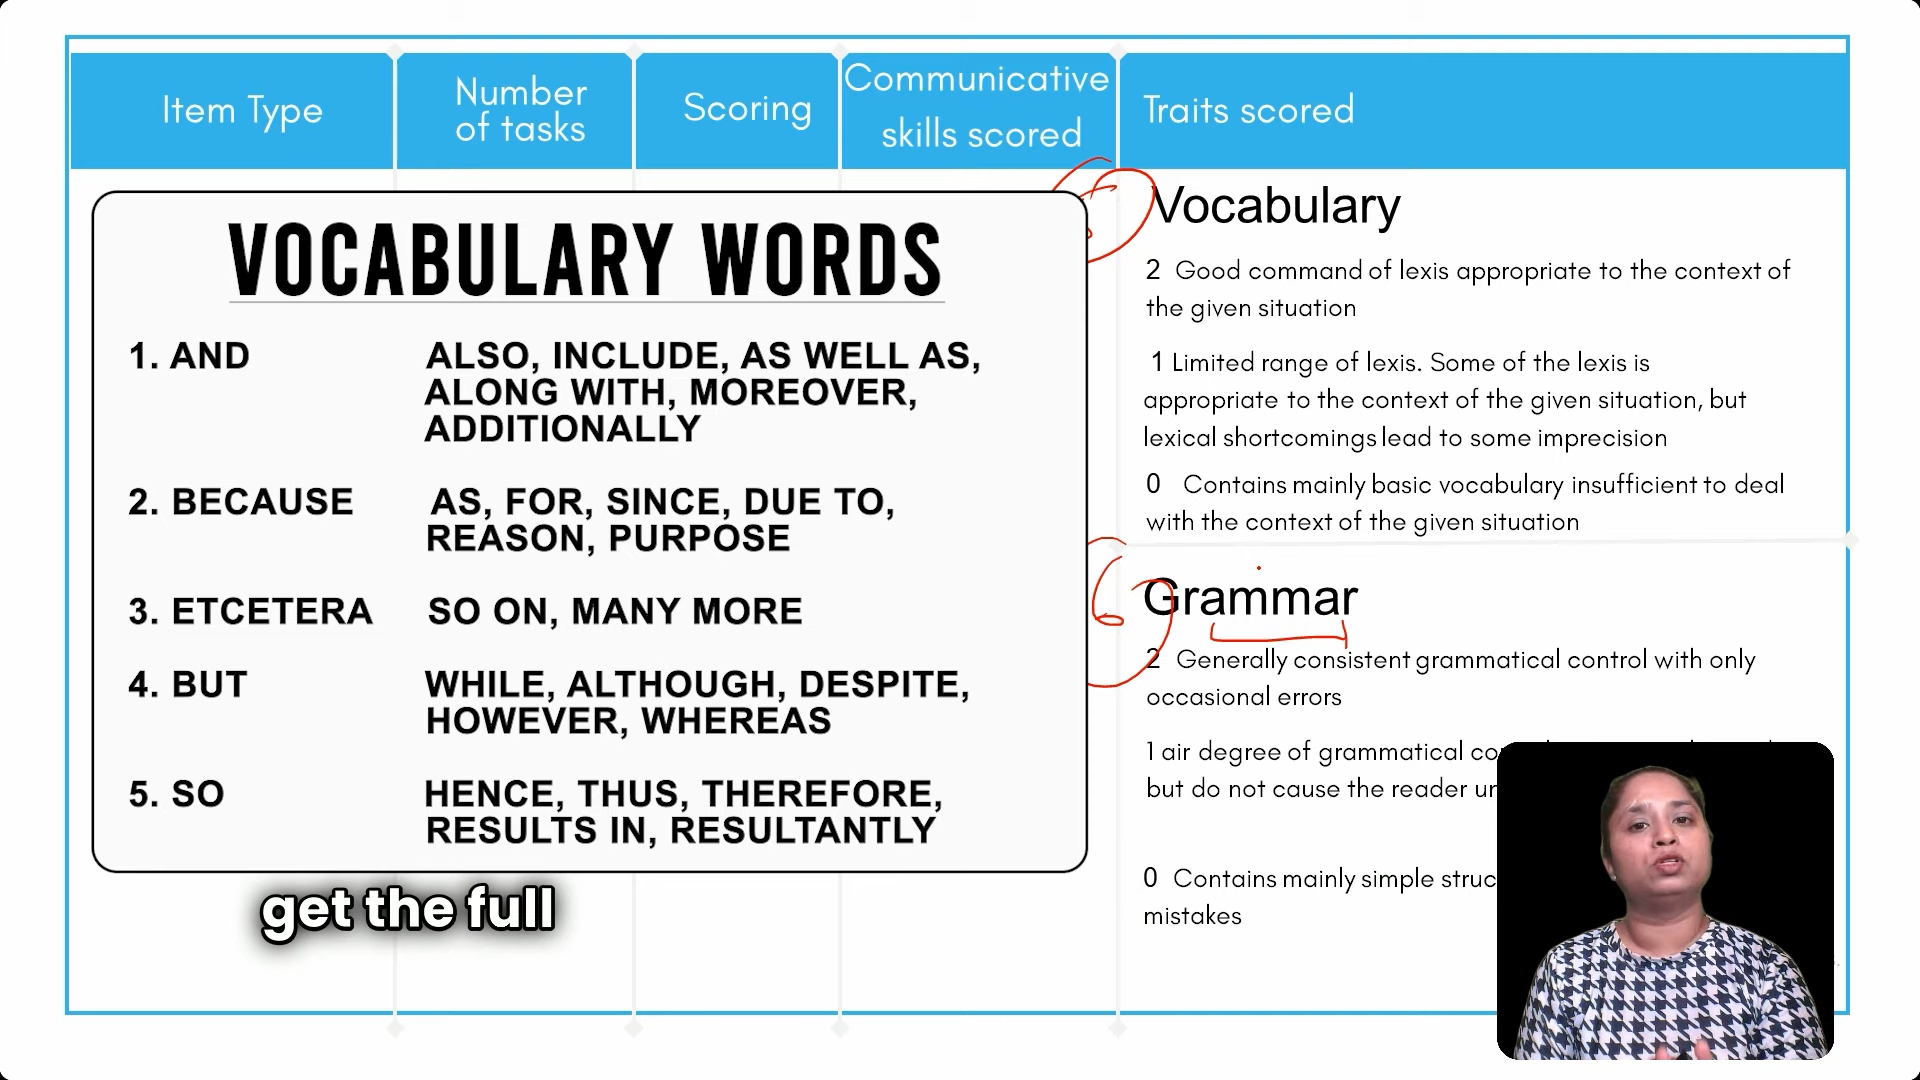 Item Type
Number
of tasks
Scoring
Communicative
skills scored
Traits scored
VOCABULARY WORDS
1. AND ALSO, INCLUDE, AS WELL AS,
ALONG WITH, MOREOVER,
ADDITIONALLY
2. BECAUSE AS, FOR, SINCE, DUE TO,
REASON, PURPOSE
3. ETCETERA SO ON, MANY MORE
4. BUT WHILE, ALTHOUGH, DESPITE,
HOWEVER, WHEREAS
5. SO HENCE, THUS, THEREFORE,
RESULTS IN, RESULTANTLY
get the full
Vocabulary
2 Good command of lexis appropriate to the context of
the given situation
1 Limited range of lexis. Some of the lexis is
appropriate to the context of the given situation, but
lexical shortcomings lead to some imprecision
0 Contains mainly basic vocabulary insufficient to deal
with the context of the given situation
6
Grammar
2 Generally consistent grammatical control with only
occasional errors
1 air degree of grammatical
but do not cause the reader
0 Contains mainly simple
mistakes